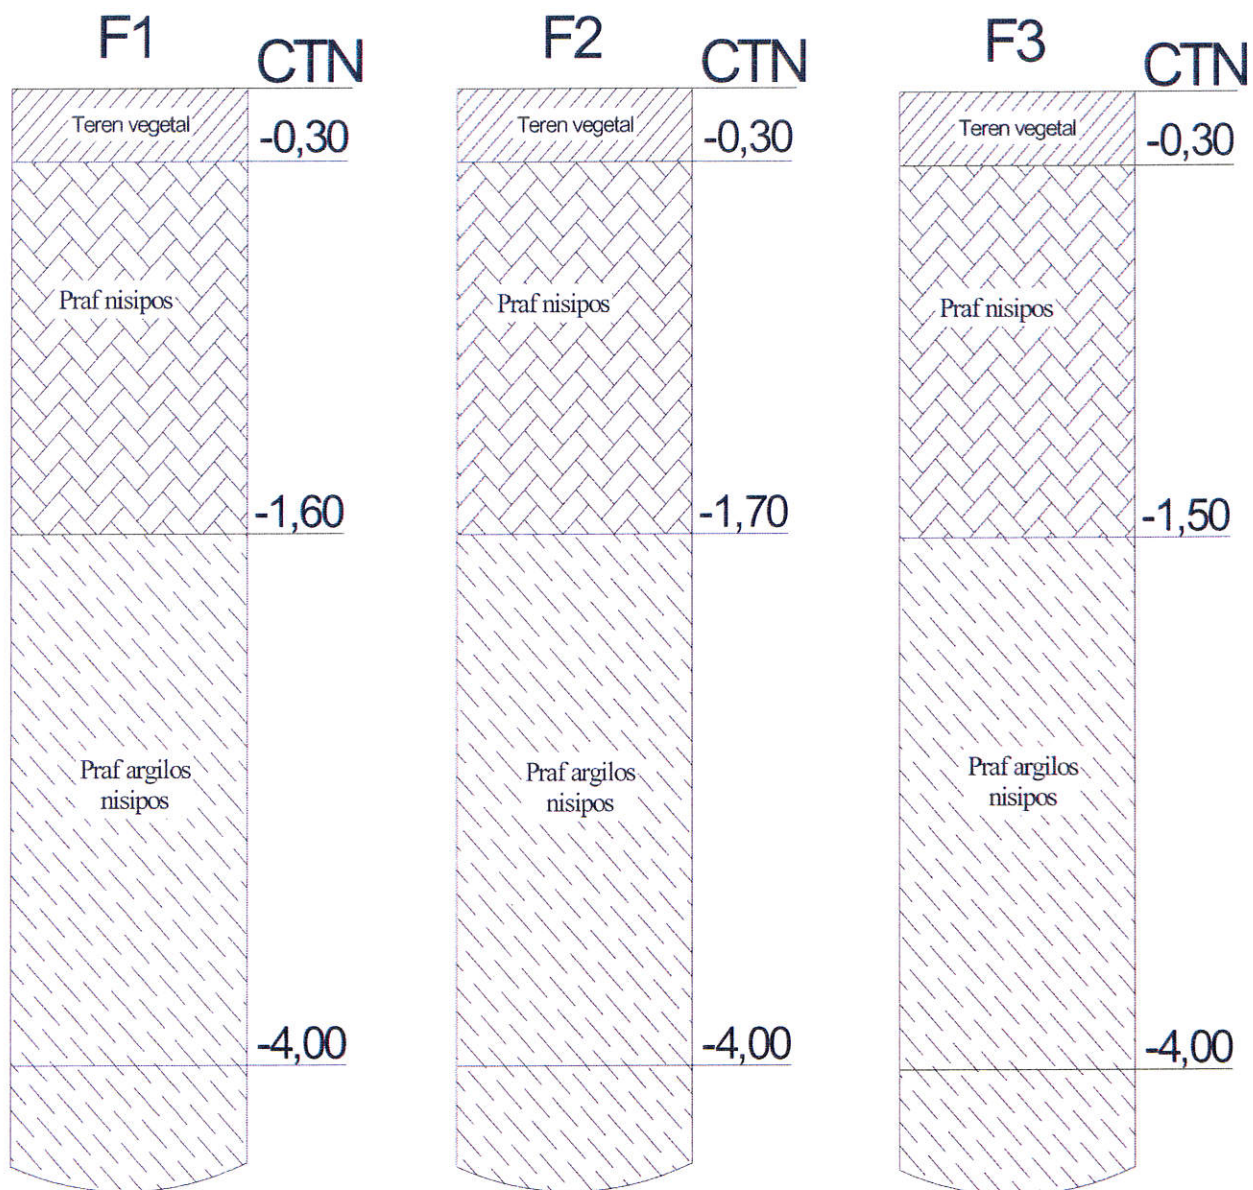 F1
CTN
Teren vegetal
-0,30
Praf nisipos
-1,60
Praf argilos
nisipos
-4,00
F2
CTN
Teren vegetal
-0,30
Praf nisipos
-1,70
Praf argilos
nisipos
-4,00
F3
CTN
Teren vegetal
-0,30
Praf nisipos
-1,50
Praf argilos
nisipos
-4,00